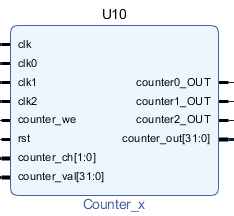 U10
clk
clk0
clk1
clk2
counter_we
rst
counter_ch[1:0]
counter_val[31:0]
counter0_OUT
counter1_OUT
counter2_OUT
counter_out[31:0]
Counter_x